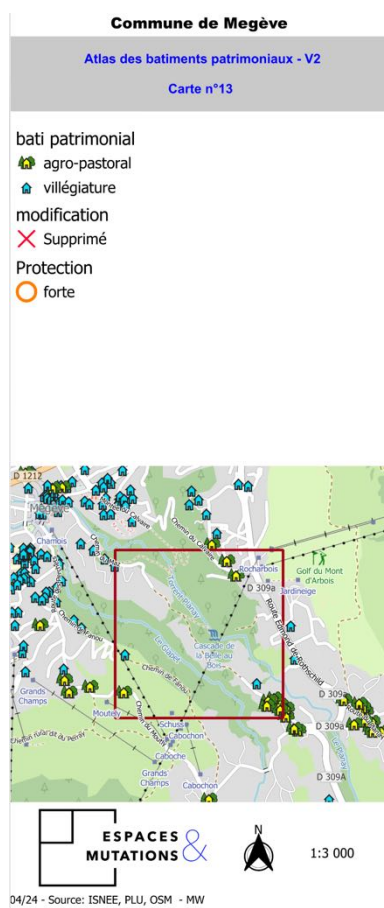 Commune de Megève
Atlas des batiments patrimoniaux - V2
Carte n°13
bati patrimonial
agro-pastoral
villégiature
modification
Supprimé
Protection
forte
D 1212
Megève
Chemin du Calvaire
Chamois
Rocharbois
Golf du Mont
d'Arbois
D 309a
Jardineige
Route Edmond de Rothschild
Cascade de
la Belle au
Bois
Chemin de Fanou
D 309a
Grands
Champs
Moutely
Schuss
Cabochon
D 309a
Caboche
Grands
Champs
Cabochon
D 309A
ESPACES
MUTATIONS &
N
1:3 000
04/24 - Source: ISNEE, PLU, OSM - MW